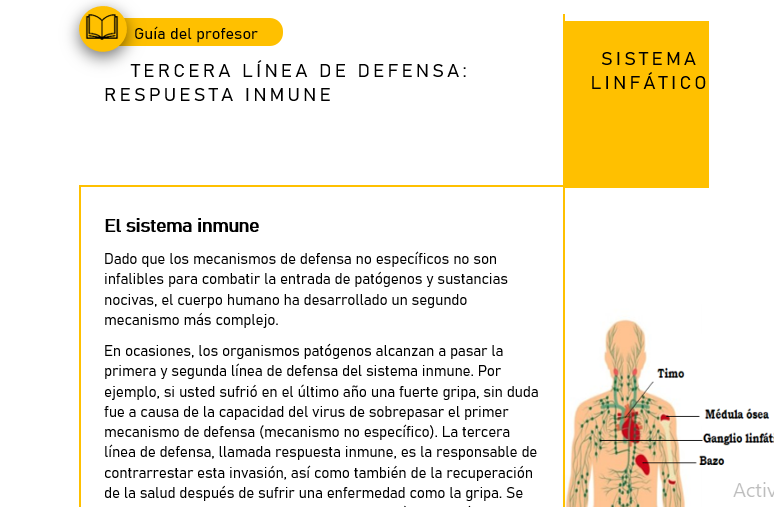 Guía del profesor
TERCERA LÍNEA DE DEFENSA:
RESPUESTA INMUNE
SISTEMA
LINFÁTICO
El sistema inmune
Dado que los mecanismos de defensa no específicos no son
infalibles para combatir la entrada de patógenos y sustancias
nocivas, el cuerpo humano ha desarrollado un segundo
mecanismo más complejo.
En ocasiones, los organismos patógenos alcanzan a pasar la
primera y segunda línea de defensa del sistema inmune. Por
ejemplo, si usted sufrió en el último año una fuerte gripa, sin duda
fue a causa de la capacidad del virus de sobrepasar el primer
mecanismo de defensa (mecanismo no específico). La tercera
línea de defensa, llamada respuesta inmune, es la responsable de
contrarrestar esta invasión, así como también de la recuperación
de la salud después de sufrir una enfermedad como la gripa. Se
Timo
Médula ósea
Ganglio linfáti
Bazo
Activ